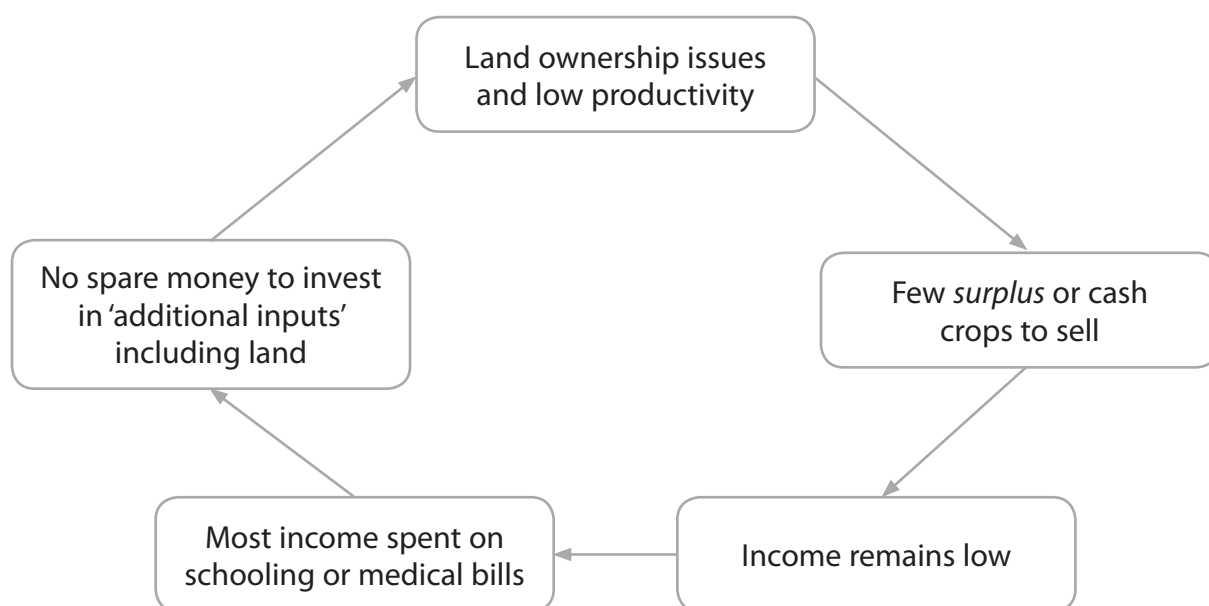 Land ownership issues
and low productivity
Few surplus or cash
crops to sell
Income remains low
Most income spent on
schooling or medical bills
No spare money to invest
in ‘additional inputs’
including land